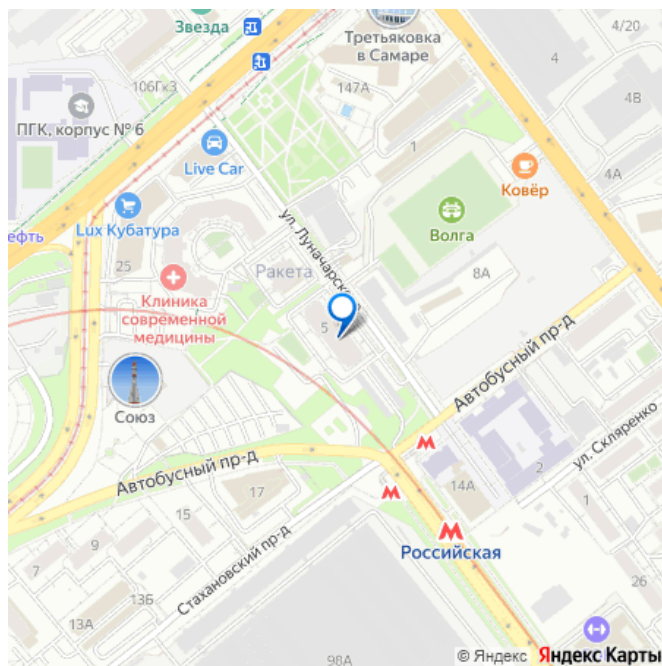 Звезда
4/20
Третьяковка
в Самаре
4
106Гк3
147А
4В
ПГК, корпус № 6
1
Live Car
4А
Ковёр
Lux Кубатура
ул. Луначарского
Волга
ефть
25
Ракета
8А
Клиника
современной
медицины
5
Союз
Автобусный пр-д
ул. Скляренко
Автобусный пр-д
2
17
14А
1
15
Российская
9
Стахановский пр-д
7
13Б
26
13А
98А
© Яндекс Яндекс Карты